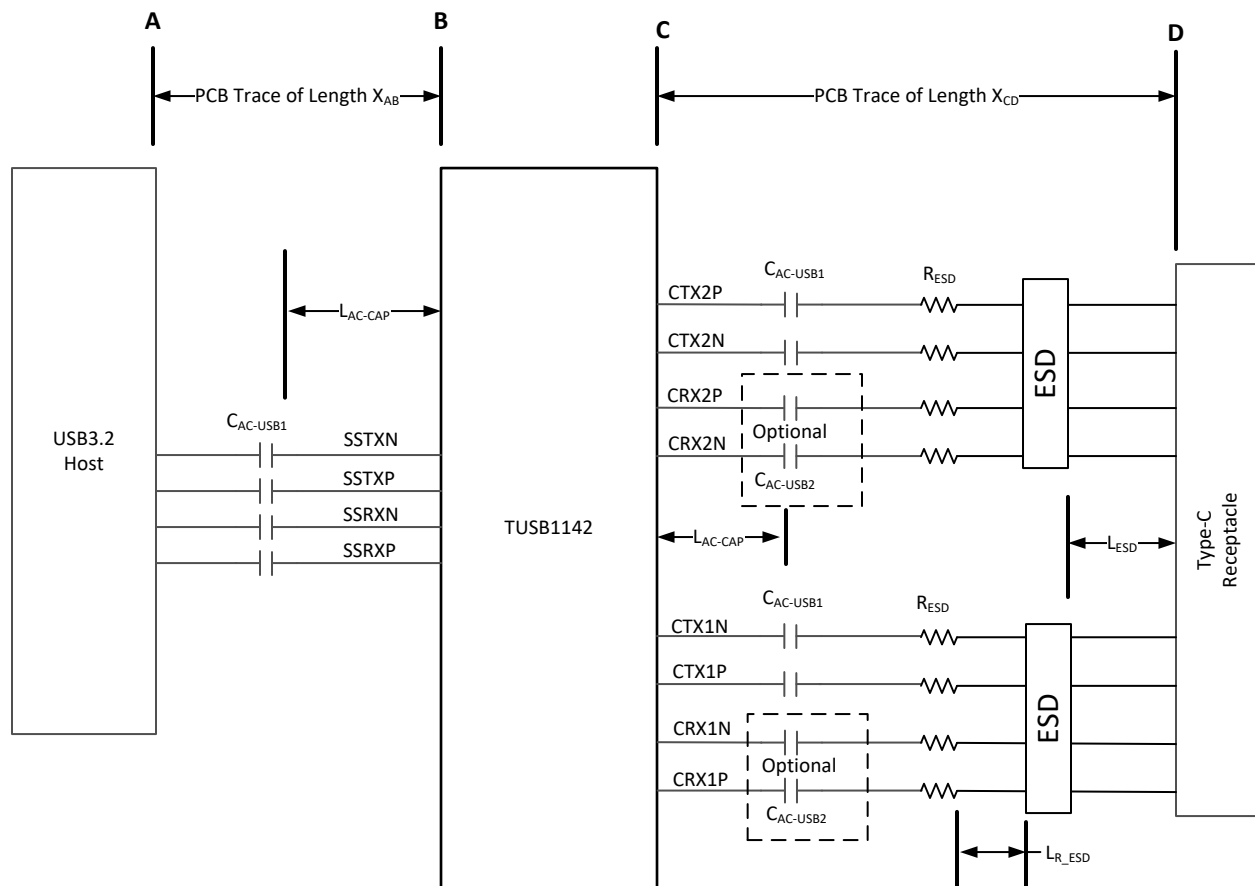 A
B
C
D
PCB Trace of Length XAB
PCB Trace of Length XCD
LAC-CAP
CAC-USB1
USB3.2
Host
SSTXN
SSTXP
SSRXN
SSRXP
TUSB1142
CAC-USB1
RESD
CTX2P
CTX2N
CRX2P
Optional
CRX2N
CAC-USB2
ESD
LAC-CAP
LESD
Type-C
Receptacle
CAC-USB1
RESD
CTX1N
CTX1P
CRX1N
Optional
CRX1P
CAC-USB2
ESD
LR_ESD